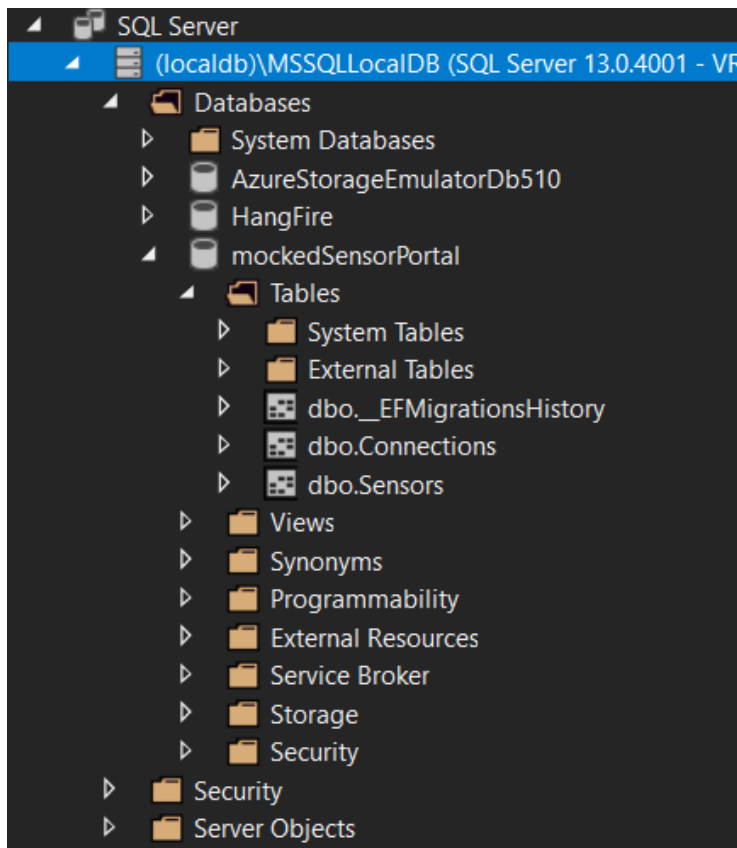 SQL Server
(localdb)\MSSQLLocalDB (SQL Server 13.0.4001 - VR
Databases
System Databases
AzureStorageEmulatorDb510
HangFire
mockedSensorPortal
Tables
System Tables
External Tables
dbo.__EFMigrationsHistory
dbo.Connections
dbo.Sensors
Views
Synonyms
Programmability
External Resources
Service Broker
Storage
Security
Security
Server Objects